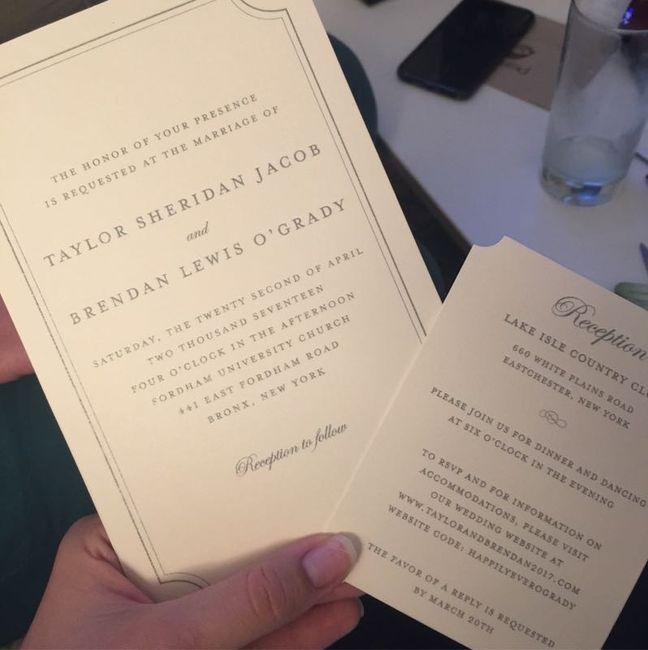 THE HONOR OF YOUR PRESENCE
IS REQUESTED AT THE MARRIAGE OF
TAYLOR SHERIDAN JACOB
and
BRENDAN LEWIS O'GRADY
SATURDAY, THE TWENTY SECOND OF APRIL
TWO THOUSAND SEVENTEEN
FOUR O'CLOCK IN THE AFTERNOON
FORDHAM UNIVERSITY CHURCH
441 EAST FORDHAM ROAD
BRONX, NEW YORK
Reception to follow
Reception
LAKE ISLE COUNTRY CL
660 WHITE PLAINS ROAD
EASTCHESTER, NEW YORK
PLEASE JOIN US FOR DINNER AND DANCING
AT SIX O'CLOCK IN THE EVENING
TO RSVP AND FOR INFORMATION ON
ACCOMMODATIONS, PLEASE VISIT
OUR WEDDING WEBSITE AT
WWW.TAYLORANDBRENDAN2017.COM
WEBSITE CODE: HAPPILYEVEROGRADY
THE FAVOR OF A REPLY IS REQUESTED
BY MARCH 20TH